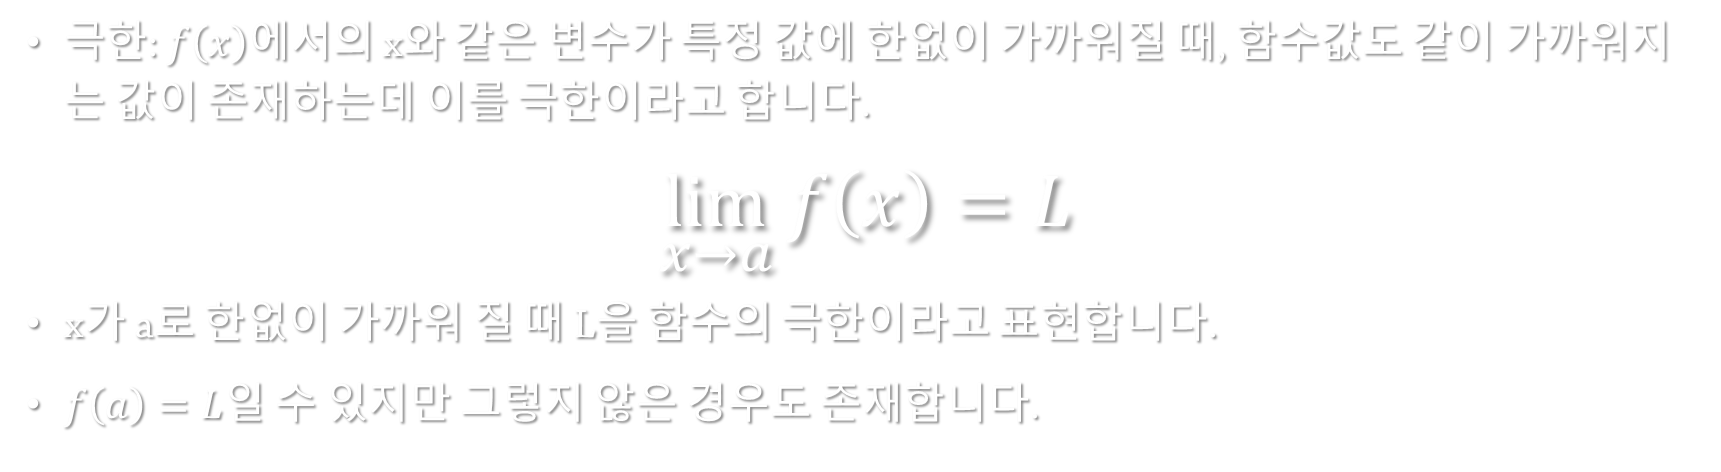 • 극한: f(x)에서의 x와 같은 변수가 특정 값에 한없이 가까워질 때, 함수값도 같이 가까워지
는 값이 존재하는데 이를 극한이라고 합니다.
lim f(x) = L
x→a
• x가 a로 한없이 가까워 질 때 L을 함수의 극한이라고 표현합니다.
• f(a) = L일 수 있지만 그렇지 않은 경우도 존재합니다.